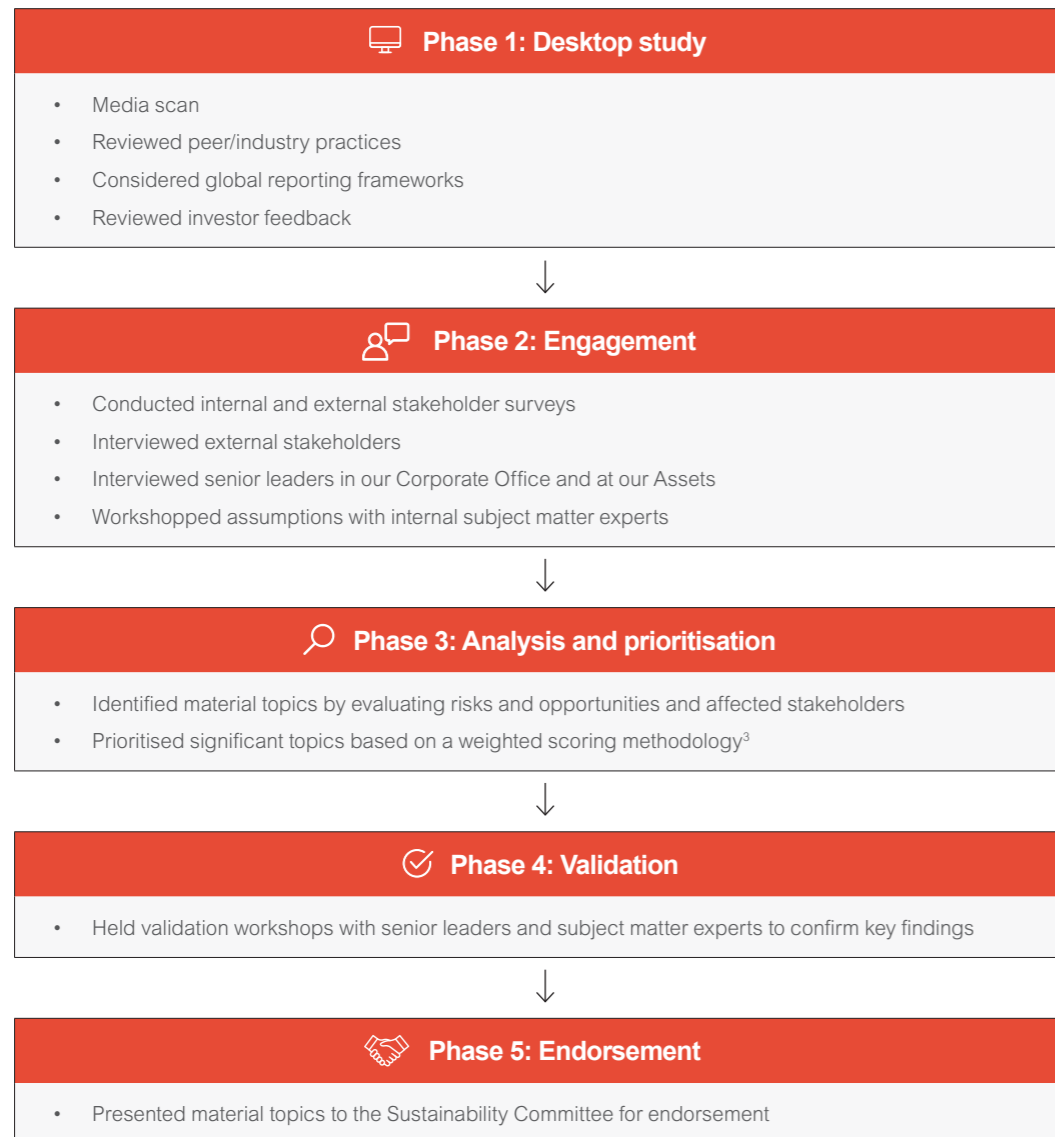 Phase 1: Desktop study
• Media scan
• Reviewed peer/industry practices
• Considered global reporting frameworks
• Reviewed investor feedback
Phase 2: Engagement
• Conducted internal and external stakeholder surveys
• Interviewed external stakeholders
• Interviewed senior leaders in our Corporate Office and at our Assets
• Workshopped assumptions with internal subject matter experts
Phase 3: Analysis and prioritisation
• Identified material topics by evaluating risks and opportunities and affected stakeholders
• Prioritised significant topics based on a weighted scoring methodology³
Phase 4: Validation
• Held validation workshops with senior leaders and subject matter experts to confirm key findings
Phase 5: Endorsement
• Presented material topics to the Sustainability Committee for endorsement